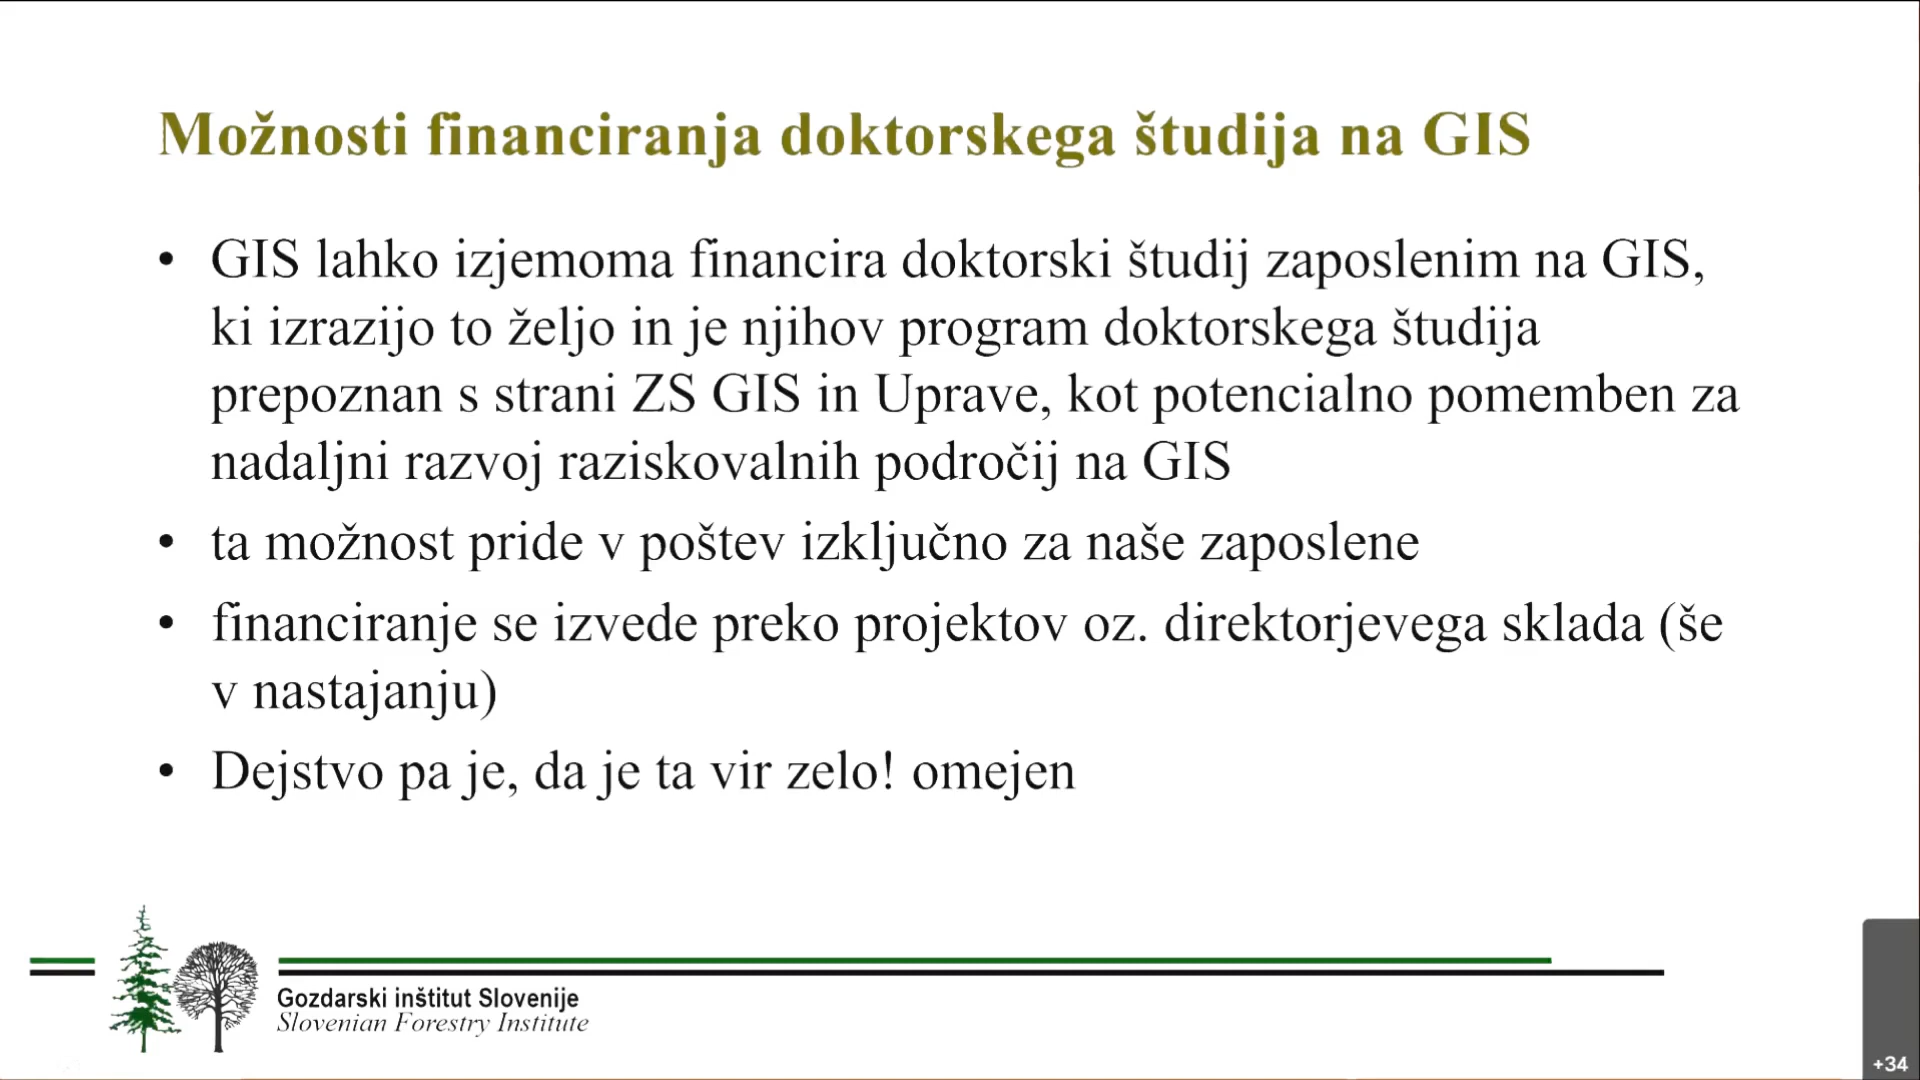 Možnosti financiranja doktorskega študija na GIS
• GIS lahko izjemoma financira doktorski študij zaposlenim na GIS,
ki izrazijo to željo in je njihov program doktorskega študija
prepoznan s strani ZS GIS in Uprave, kot potencialno pomemben za
nadaljni razvoj raziskovalnih področij na GIS
• ta možnost pride v poštev izključno za naše zaposlene
• financiranje se izvede preko projektov oz. direktorjevega sklada (še
v nastajanju)
• Dejstvo pa je, da je ta vir zelo! omejen
Gozdarski inštitut Slovenije
Slovenian Forestry Institute
+34